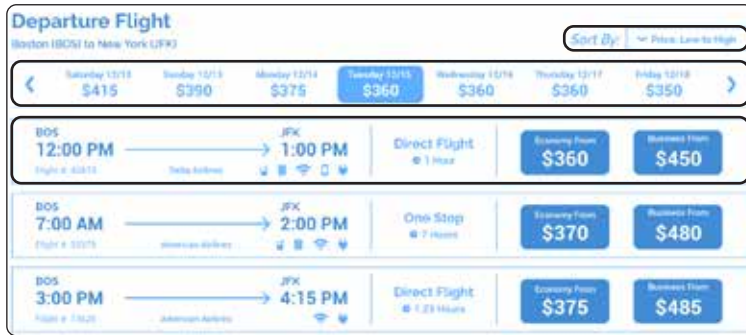 Departure Flight
Boston (BOS) to New York (JFK)
Sort By: Price: Low to High
Saturday 12/12 Sunday 12/13 Monday 12/14 Tuesday 12/15 Wednesday 12/16 Thursday 12/17 Friday 12/18
$415 $390 $375 $360 $360 $360 $350
BOS JFK
12:00 PM 1:00 PM Direct Flight Economy From $360 Business From $450
1 Hour
Flight #: Delta Airlines
BOS JFK
7:00 AM 2:00 PM One Stop Economy From $370 Business From $480
7 Hours
Flight #: American Airlines
BOS JFK
3:00 PM 4:15 PM Direct Flight Economy From $375 Business From $485
1.25 Hours
Flight #: American Airlines